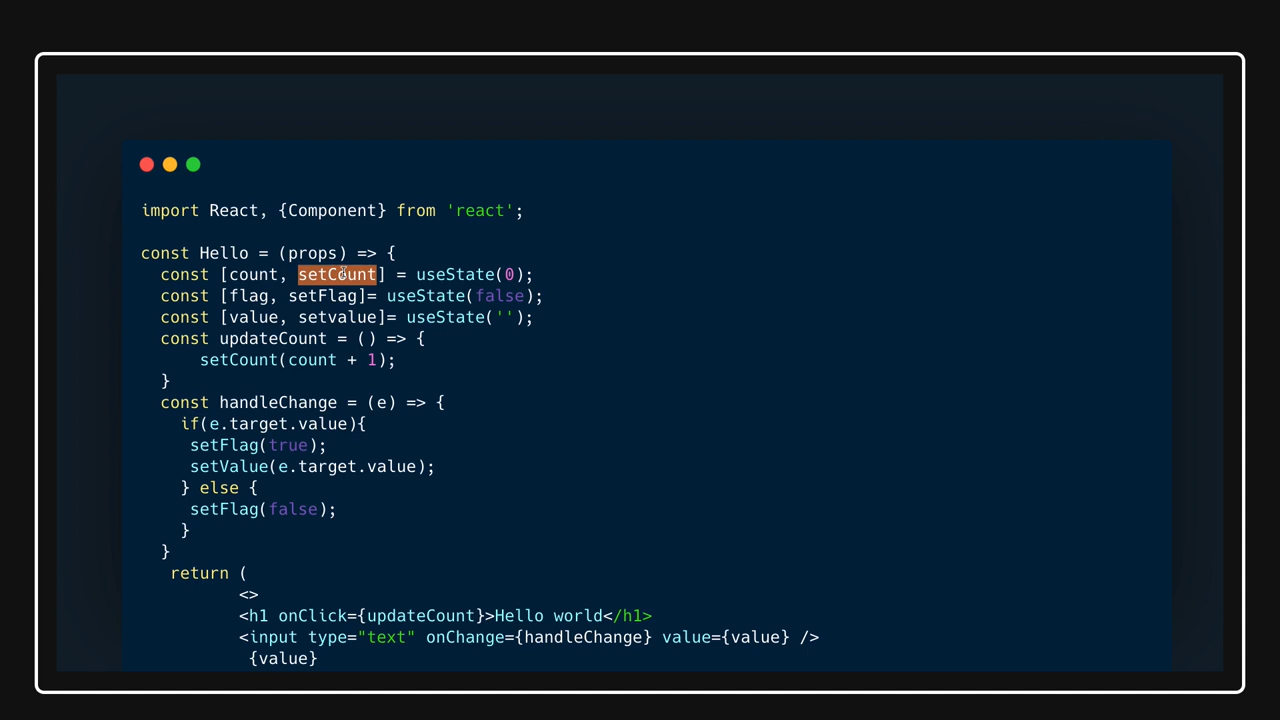 import React, {Component} from 'react';
const Hello = (props) => {
const [count, setCount] = useState(0);
const [flag, setFlag]= useState(false);
const [value, setvalue]= useState('');
const updateCount = () => {
setCount(count + 1);
}
const handleChange = (e) => {
if(e.target.value){
setFlag(true);
setValue(e.target.value);
} else {
setFlag(false);
}
}
return (
<>
<h1 onClick={updateCount}>Hello world</h1>
<input type="text" onChange={handleChange} value={value} />
{value}